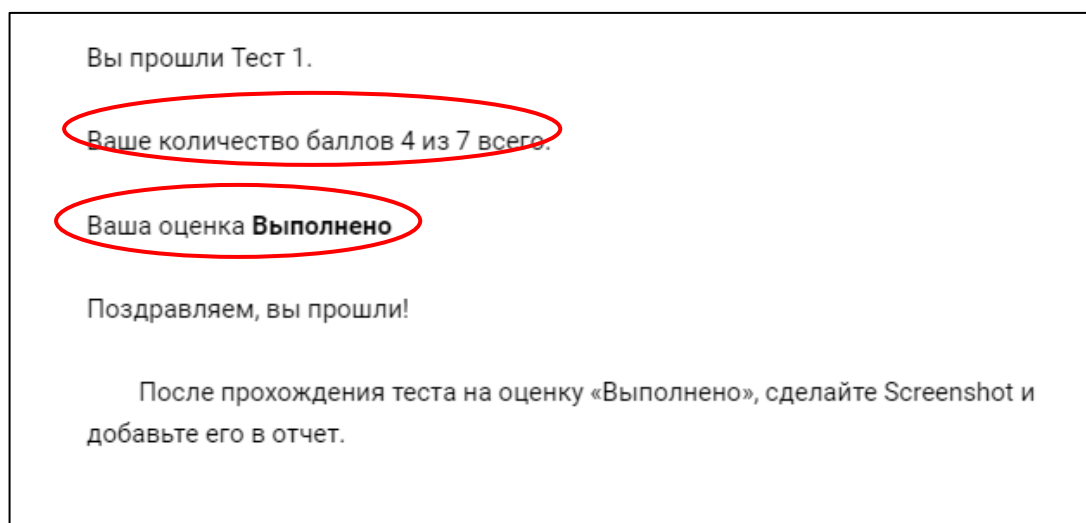 Вы прошли Тест 1.
Ваше количество баллов 4 из 7 всего.
Ваша оценка Выполнено
Поздравляем, вы прошли!
После прохождения теста на оценку «Выполнено», сделайте Screenshot и
добавьте его в отчет.